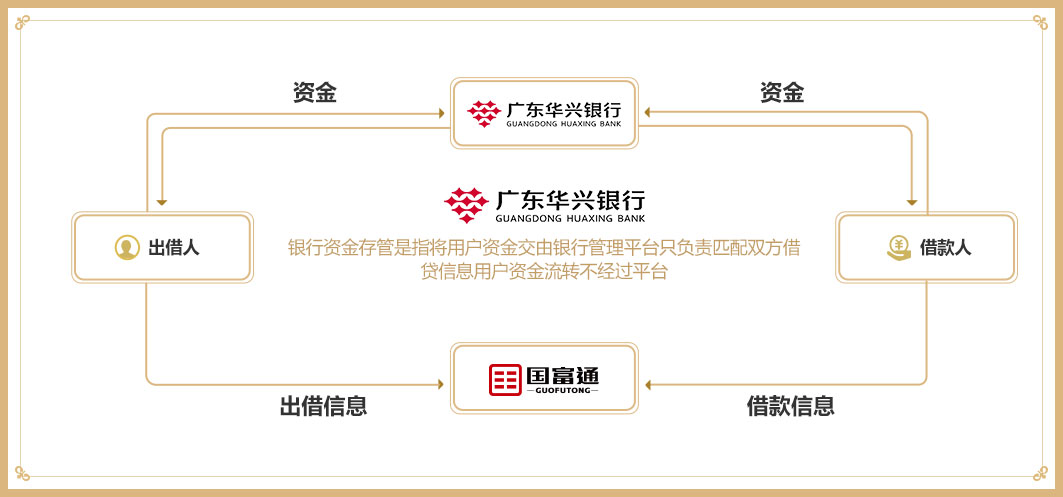 资金
资金
广东华兴银行
GUANGDONG HUAXING BANK
广东华兴银行
GUANGDONG HUAXING BANK
出借人
借款人
银行资金存管是指将用户资金交由银行管理平台只负责匹配双方借
贷信息用户资金流转不经过平台
国富通
GUOFUTONG
出借信息
借款信息